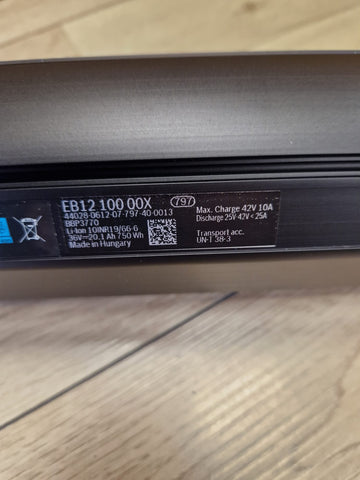 EB12 100 00X 797
44028-0612-07-797-40-0013
BBP3770
Li-Ion 10INR19/66-6
36V⎓20.1 Ah 750 Wh
Made in Hungary
Max. Charge 42V 10A
Discharge 25V-42V < 25A
Transport acc.
UN-T 38-3